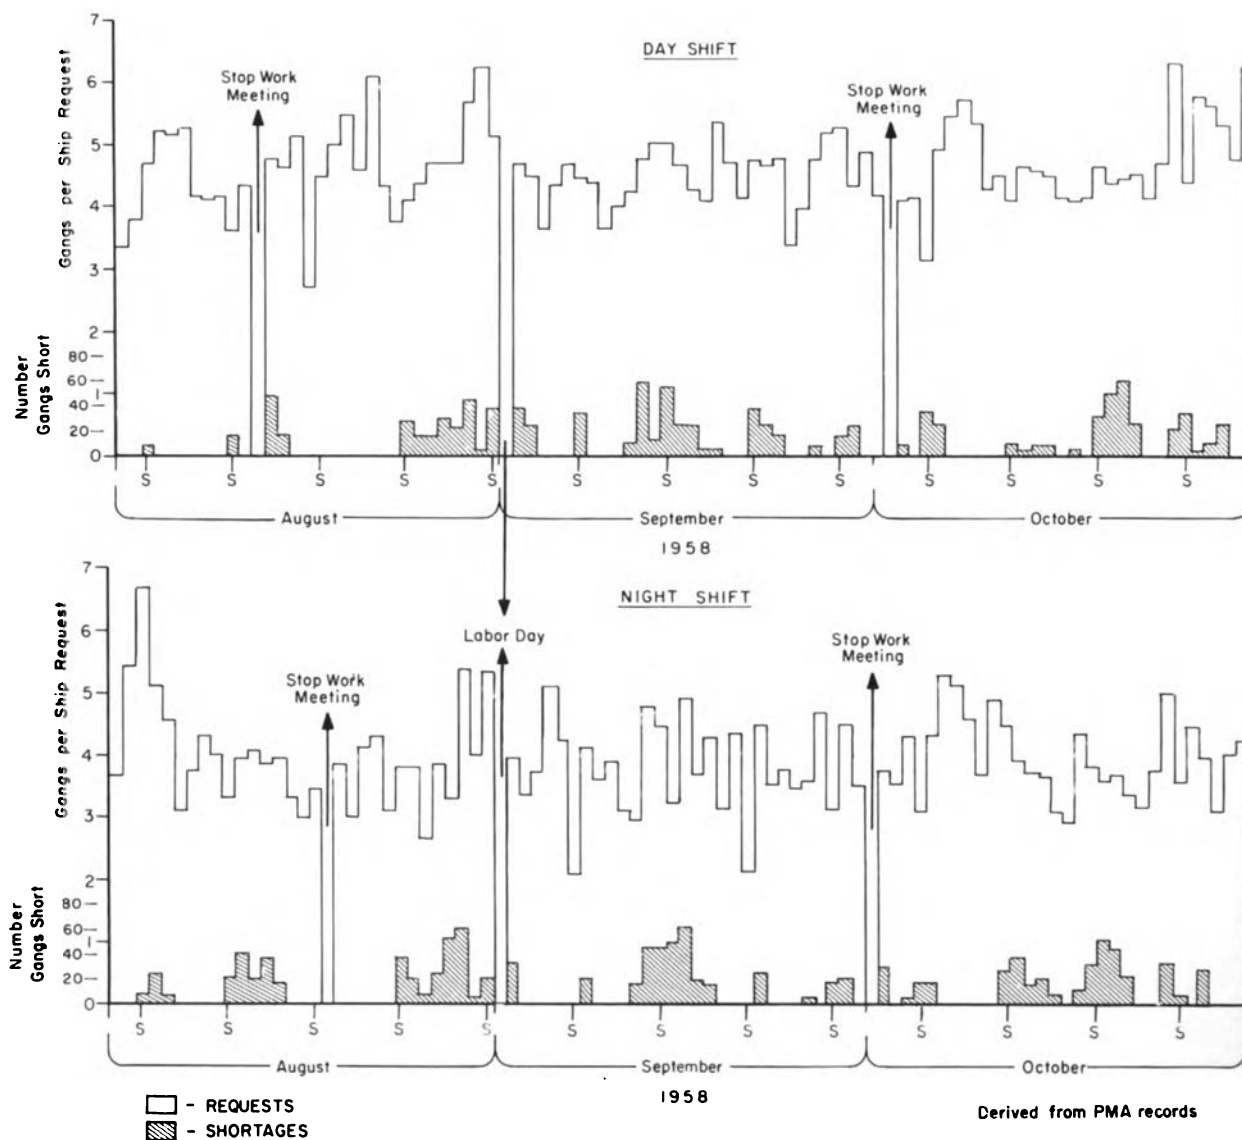 DAY SHIFT
Gangs per Ship Request
7
6
5
4
3
2
1
Stop Work
Meeting
Stop Work
Meeting
Number
Gangs Short
80
60
40
20
0
S S S S S S S S S S S S S
August September October
1958
NIGHT SHIFT
Gangs per Ship Request
7
6
5
4
3
2
1
Stop Work
Meeting
Labor Day
Stop Work
Meeting
Number
Gangs Short
80
60
40
20
0
S S S S S S S S S S S S S
August September October
1958
- REQUESTS
- SHORTAGES
Derived from PMA records